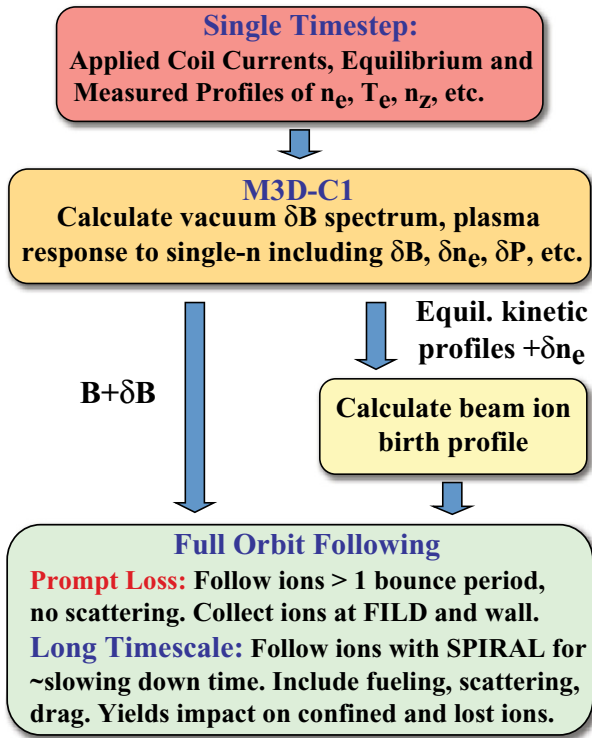 Single Timestep:
Applied Coil Currents, Equilibrium and
Measured Profiles of nₑ, Tₑ, n_z, etc.
M3D-C1
Calculate vacuum δB spectrum, plasma
response to single-n including δB, δnₑ, δP, etc.
Equil. kinetic
profiles +δnₑ
B+δB
Calculate beam ion
birth profile
Full Orbit Following
Prompt Loss: Follow ions > 1 bounce period,
no scattering. Collect ions at FILD and wall.
Long Timescale: Follow ions with SPIRAL for
~slowing down time. Include fueling, scattering,
drag. Yields impact on confined and lost ions.